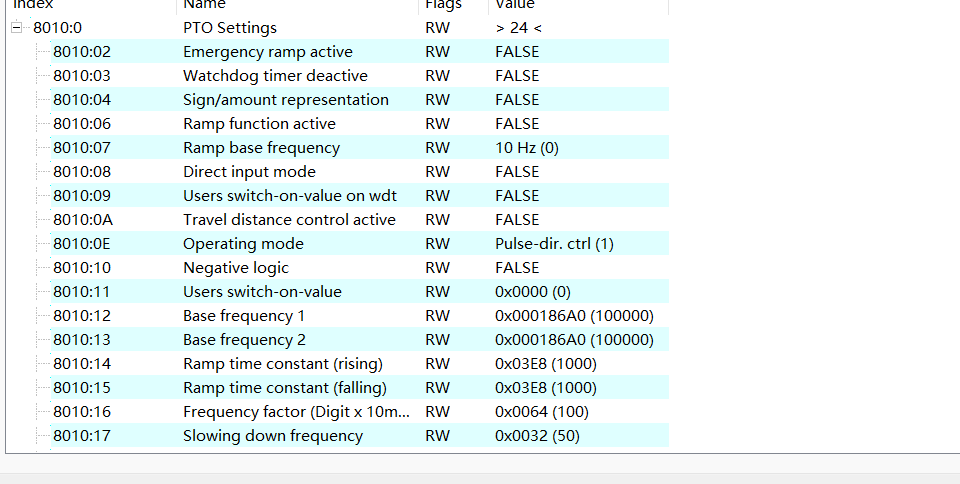 Index Name Flags Value
8010:0 PTO Settings RW > 24 <
8010:02 Emergency ramp active RW FALSE
8010:03 Watchdog timer deactive RW FALSE
8010:04 Sign/amount representation RW FALSE
8010:06 Ramp function active RW FALSE
8010:07 Ramp base frequency RW 10 Hz (0)
8010:08 Direct input mode RW FALSE
8010:09 Users switch-on-value on wdt RW FALSE
8010:0A Travel distance control active RW FALSE
8010:0E Operating mode RW Pulse-dir. ctrl (1)
8010:10 Negative logic RW FALSE
8010:11 Users switch-on-value RW 0x0000 (0)
8010:12 Base frequency 1 RW 0x000186A0 (100000)
8010:13 Base frequency 2 RW 0x000186A0 (100000)
8010:14 Ramp time constant (rising) RW 0x03E8 (1000)
8010:15 Ramp time constant (falling) RW 0x03E8 (1000)
8010:16 Frequency factor (Digit x 10m... RW 0x0064 (100)
8010:17 Slowing down frequency RW 0x0032 (50)